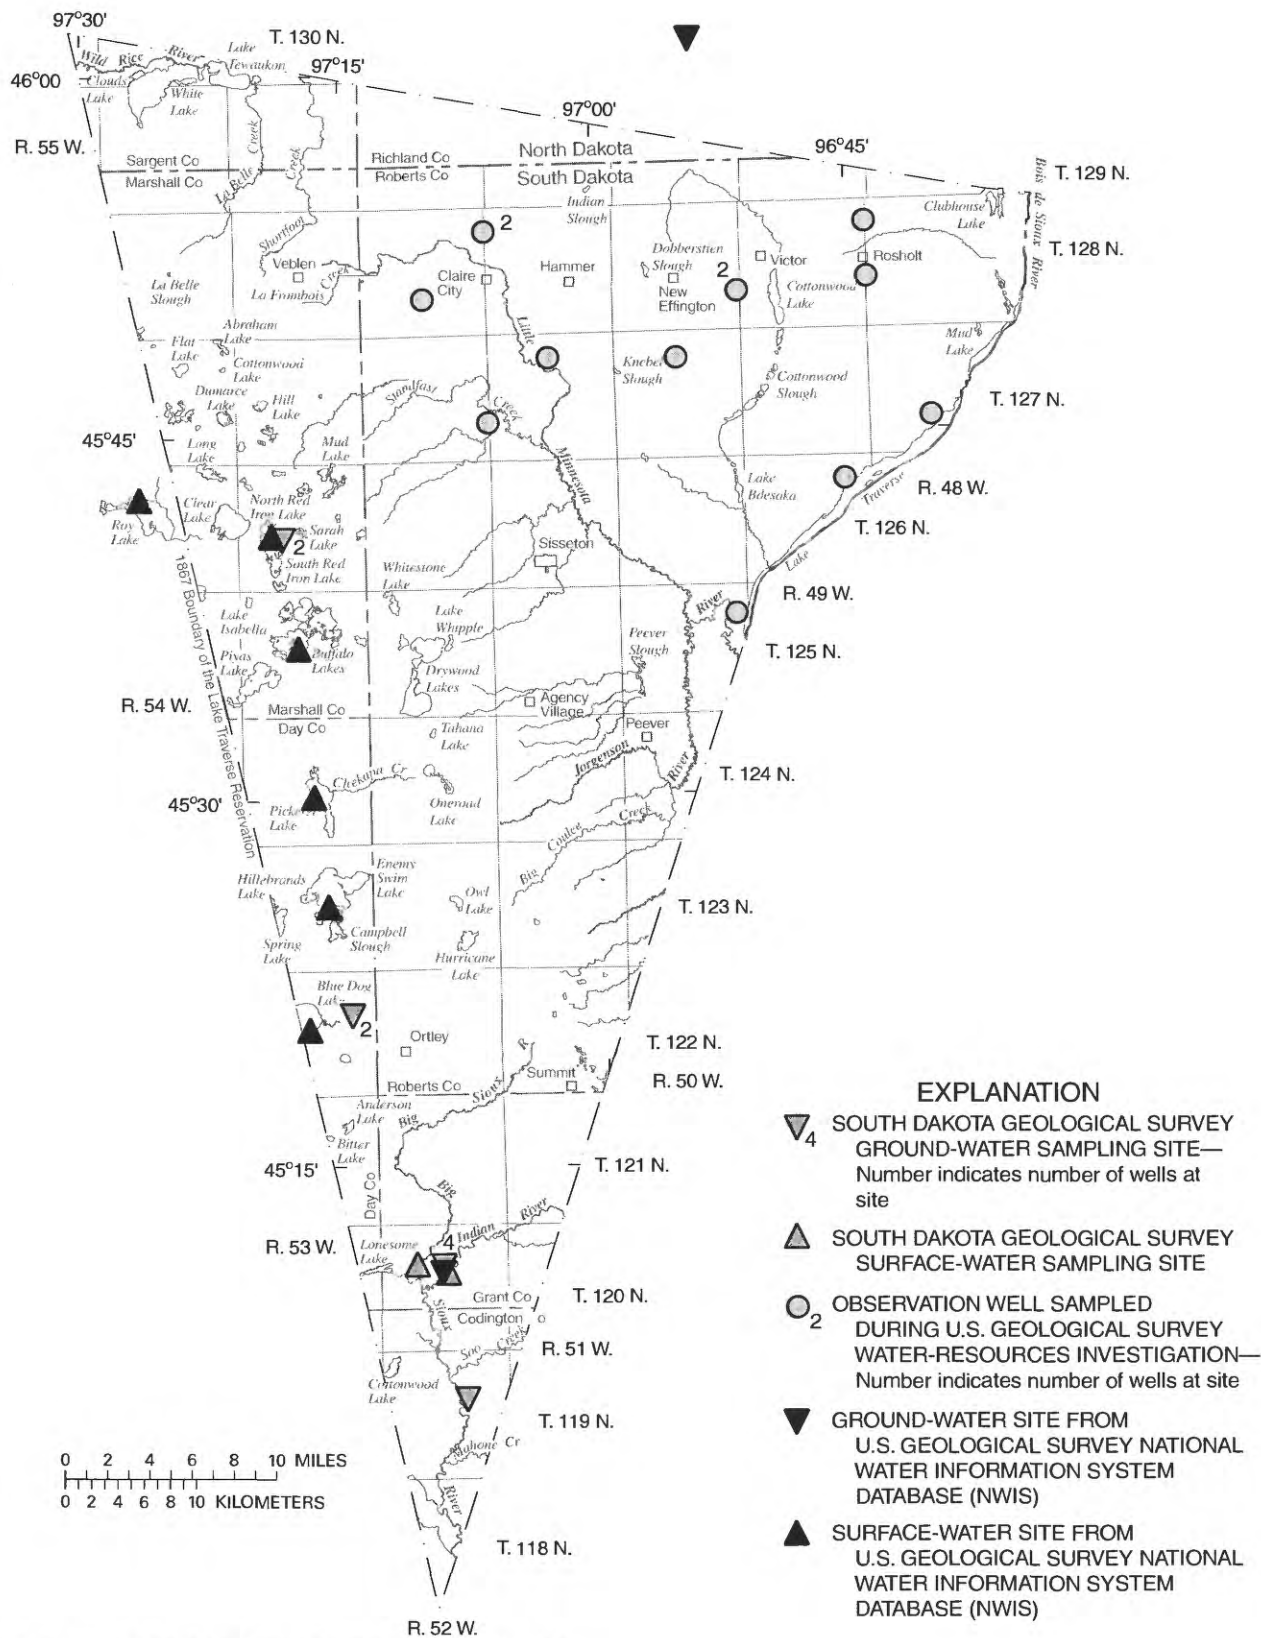 97°30'
T. 130 N.
Wild Rice River
Lake
Tewaukon
97°15'
46°00'
Clouds
Lake
White
Lake
97°00'
R. 55 W.
Sargent Co
Marshall Co
Richland Co
Roberts Co
North Dakota
South Dakota
96°45'
T. 129 N.
Bois de Sioux River
La Belle Creek
Shortfoot Creek
Indian
Slough
Clubhouse
Lake
T. 128 N.
2
Veblen
La Frombois Creek
La Belle
Slough
Claire
City
Hammer
Dobberstien
Slough
New
Effington
2
Victor
Cottonwood
Lake
Rosholt
Mud
Lake
Abraham
Lake
Flat
Lake
Cottonwood
Lake
Dumarce
Lake
Hill
Lake
Little
Minnesota
River
Standfast
Creek
Knebel
Slough
Cottonwood
Slough
T. 127 N.
45°45'
Long
Lake
Mud
Lake
Roy
Lake
Clear
Lake
North Red
Iron Lake
Sarah
Lake
2
South Red
Iron Lake
Lake
Bdesaka
R. 48 W.
Lake Traverse
T. 126 N.
Sisseton
Whitestone
Lake
R. 49 W.
1867 Boundary of the Lake Traverse Reservation
Lake
Isabella
Lake
Whipple
Buffalo
Lakes
Pixas
Lake
Drywood
Lakes
Peever
Slough
T. 125 N.
R. 54 W.
Marshall Co
Day Co
Agency
Village
Tahana
Lake
Peever
Jorgenson
River
T. 124 N.
45°30'
Chekapa Cr
Pickerel
Lake
Oneroad
Lake
Big Coulee Creek
Hillebrands
Lake
Enemy
Swim
Lake
Owl
Lake
T. 123 N.
Spring
Lake
Campbell
Slough
Hurricane
Lake
Blue Dog
Lake
2
Ortley
T. 122 N.
Summit
R. 50 W.
Roberts Co
Big Sioux R
Anderson
Lake
Bitter
Lake
45°15'
T. 121 N.
Day Co
Big
Sioux
River
Indian River
R. 53 W.
Lonesome
Lake
4
Grant Co
Codington
T. 120 N.
R. 51 W.
Soo Creek
Cottonwood
Lake
T. 119 N.
Mahone Cr
T. 118 N.
R. 52 W.
0 4 6 10 MILES
0 2 4 6 8 10 KILOMETERS
EXPLANATION
4 SOUTH DAKOTA GEOLOGICAL SURVEY
GROUND-WATER SAMPLING SITE—
Number indicates number of wells at
site
SOUTH DAKOTA GEOLOGICAL SURVEY
SURFACE-WATER SAMPLING SITE
2 OBSERVATION WELL SAMPLED
DURING U.S. GEOLOGICAL SURVEY
WATER-RESOURCES INVESTIGATION—
Number indicates number of wells at site
GROUND-WATER SITE FROM
U.S. GEOLOGICAL SURVEY NATIONAL
WATER INFORMATION SYSTEM
DATABASE (NWIS)
SURFACE-WATER SITE FROM
U.S. GEOLOGICAL SURVEY NATIONAL
WATER INFORMATION SYSTEM
DATABASE (NWIS)